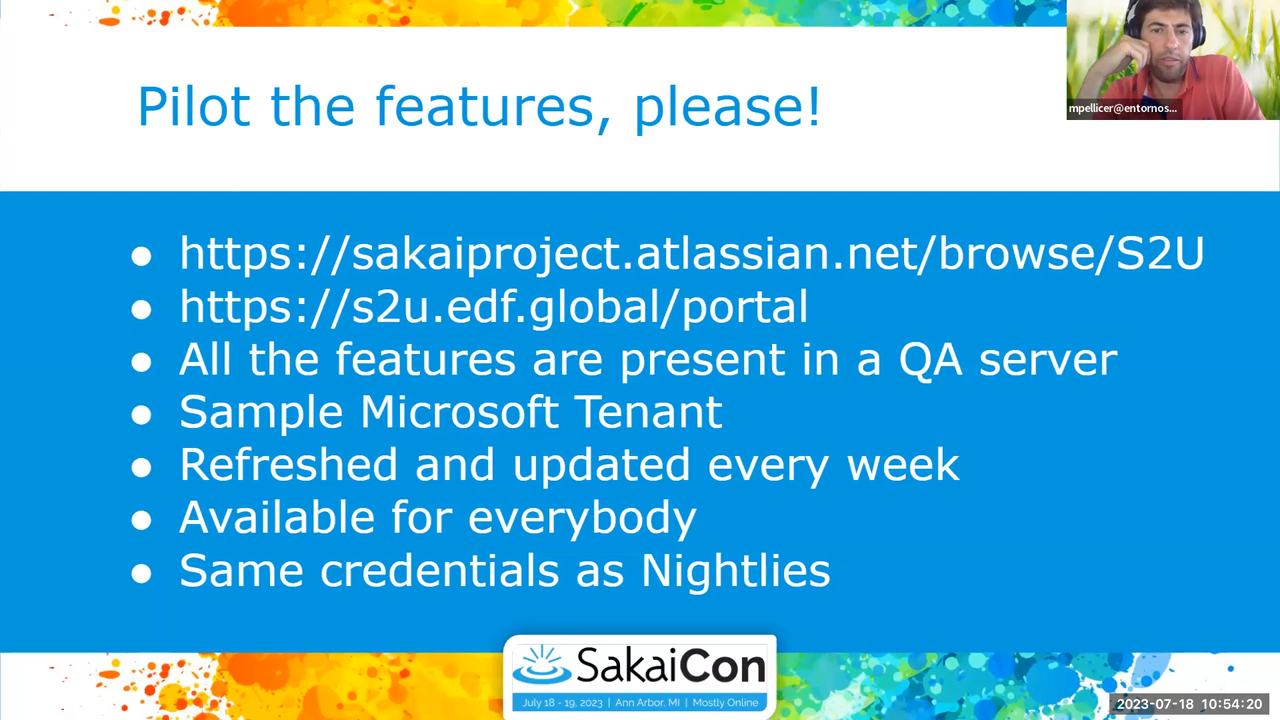 mpellicer@entornos...
Pilot the features, please!
● https://sakaiproject.atlassian.net/browse/S2U
● https://s2u.edf.global/portal
● All the features are present in a QA server
● Sample Microsoft Tenant
● Refreshed and updated every week
● Available for everybody
● Same credentials as Nightlies
SakaiCon
July 18 - 19, 2023 | Ann Arbor, MI | Mostly Online
2023-07-18 10:54:20